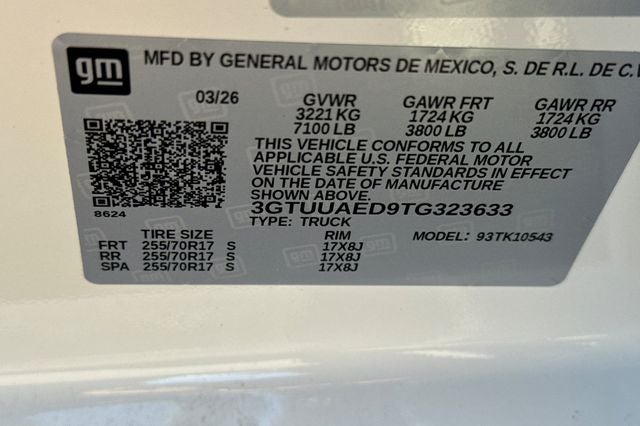 gm MFD BY GENERAL MOTORS DE MEXICO, S. DE R.L. DE C.V
03/26 GVWR GAWR FRT GAWR RR
3221 KG 1724 KG 1724 KG
7100 LB 3800 LB 3800 LB
THIS VEHICLE CONFORMS TO ALL
APPLICABLE U.S. FEDERAL MOTOR
VEHICLE SAFETY STANDARDS IN EFFECT
ON THE DATE OF MANUFACTURE
SHOWN ABOVE.
8624 3GTUUAED9TG323633
TYPE: TRUCK
TIRE SIZE RIM MODEL: 93TK10543
FRT 255/70R17 S 17X8J
RR 255/70R17 S 17X8J
SPA 255/70R17 S 17X8J